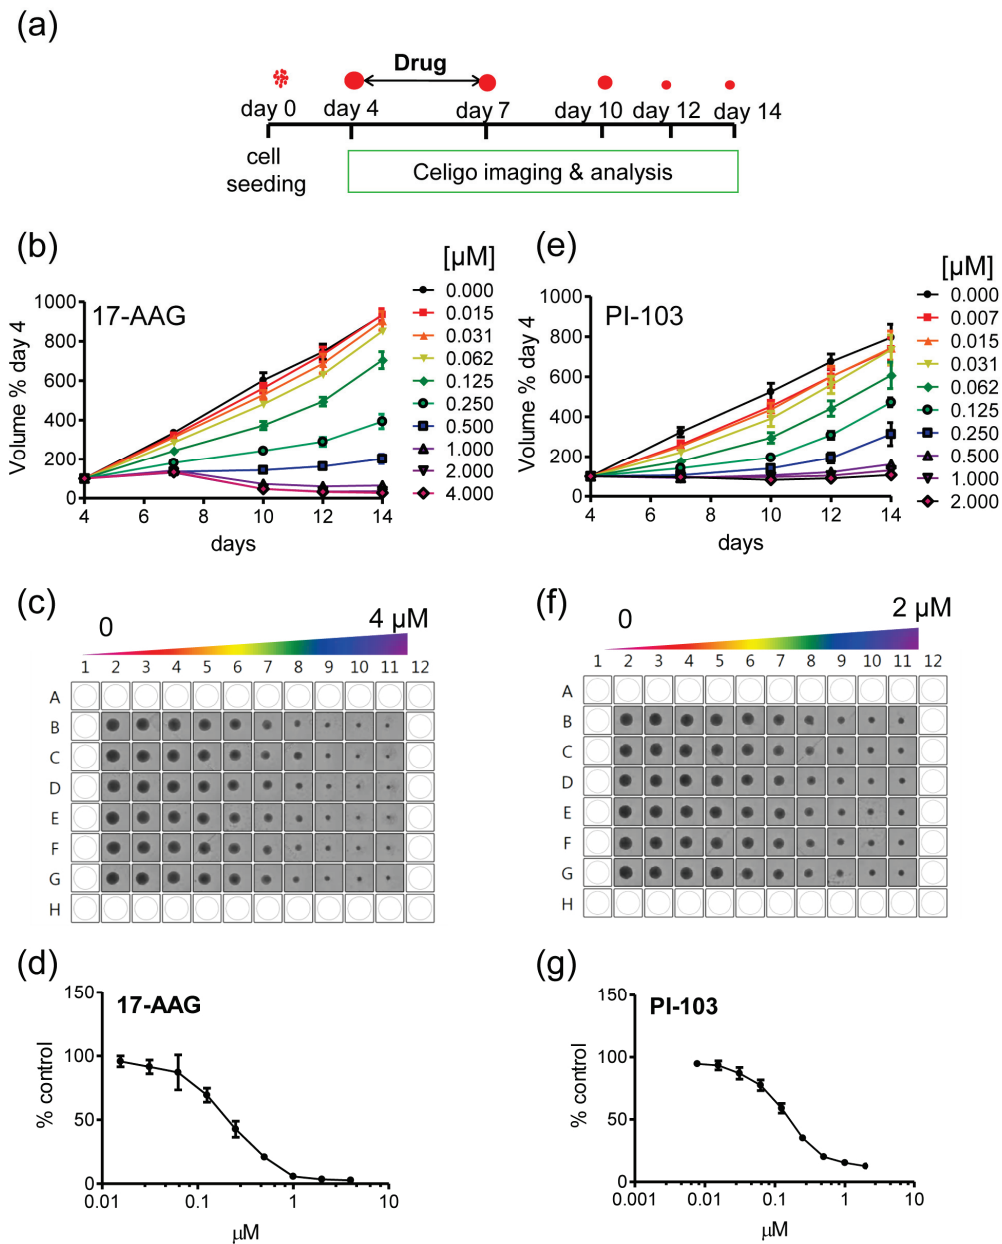 (a)
Drug
day 0 day 4 day 7 day 10 day 12 day 14
cell
seeding
Celigo imaging & analysis
(b)
[µM]
17-AAG
Volume % day 4
1000
800
600
400
200
0
4 6 8 10 12 14
days
0.000
0.015
0.031
0.062
0.125
0.250
0.500
1.000
2.000
4.000
(e)
[µM]
PI-103
Volume % day 4
1000
800
600
400
200
0
4 6 8 10 12 14
days
0.000
0.007
0.015
0.031
0.062
0.125
0.250
0.500
1.000
2.000
(c)
0 4 µM
1 2 3 4 5 6 7 8 9 10 11 12
A
B
C
D
E
F
G
H
(f)
0 2 µM
1 2 3 4 5 6 7 8 9 10 11 12
A
B
C
D
E
F
G
H
(d)
17-AAG
% control
150
100
50
0
0.01 0.1 1 10
µM
(g)
PI-103
% control
150
100
50
0
0.001 0.01 0.1 1 10
µM